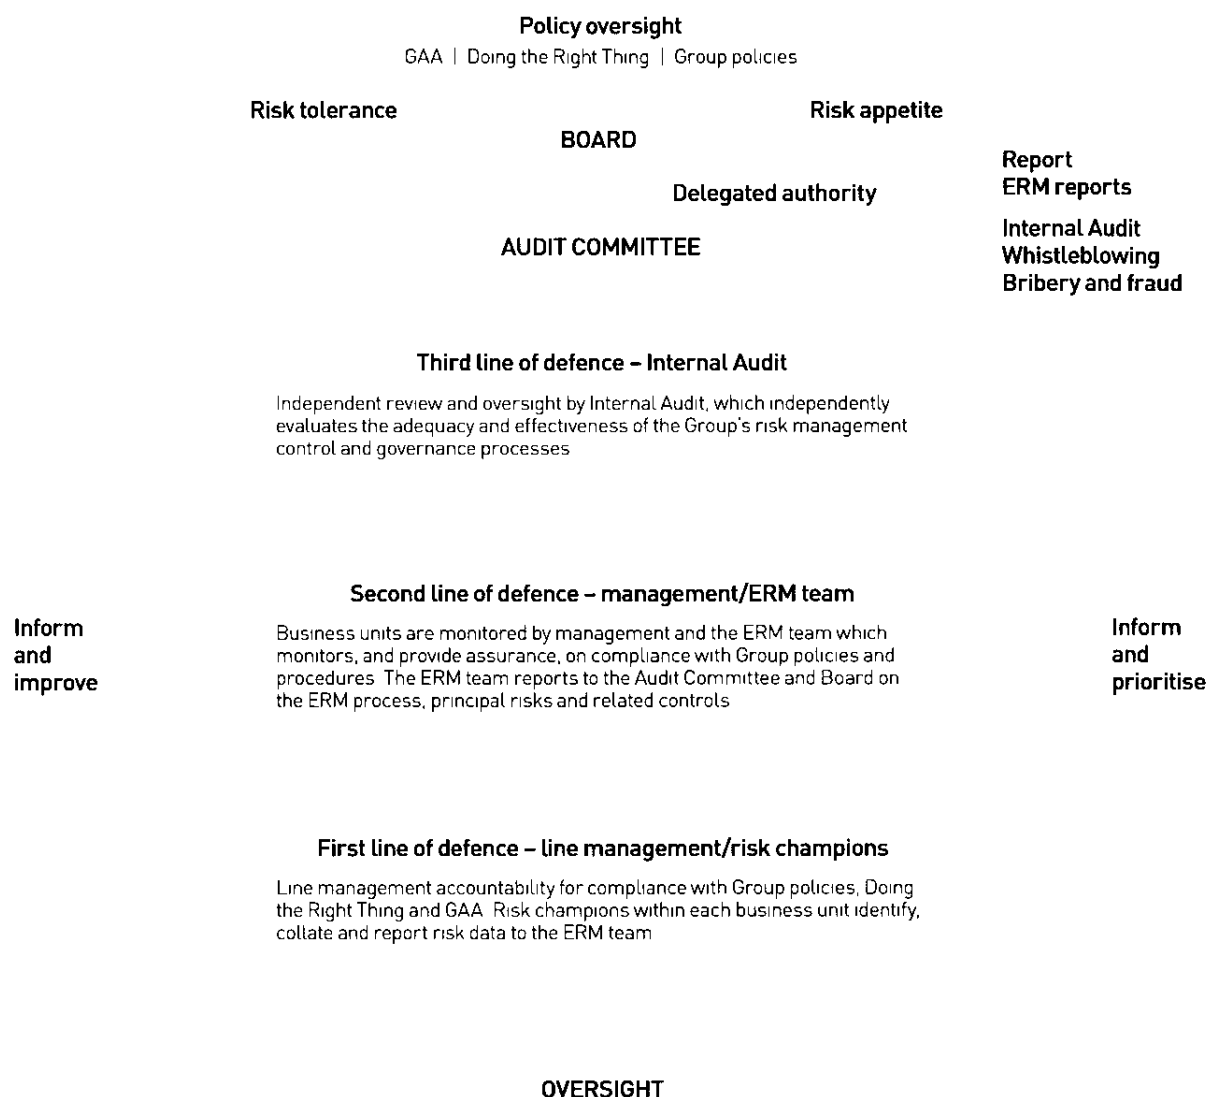 Policy oversight
GAA | Doing the Right Thing | Group policies
Risk tolerance
Risk appetite
BOARD
Report
ERM reports
Delegated authority
Internal Audit
Whistleblowing
Bribery and fraud
AUDIT COMMITTEE
Third line of defence – Internal Audit
Independent review and oversight by Internal Audit, which independently
evaluates the adequacy and effectiveness of the Group's risk management
control and governance processes
Second line of defence – management/ERM team
Inform
and
improve
Business units are monitored by management and the ERM team which
monitors, and provide assurance, on compliance with Group policies and
procedures The ERM team reports to the Audit Committee and Board on
the ERM process, principal risks and related controls
Inform
and
prioritise
First line of defence – line management/risk champions
Line management accountability for compliance with Group policies, Doing
the Right Thing and GAA Risk champions within each business unit identify,
collate and report risk data to the ERM team
OVERSIGHT